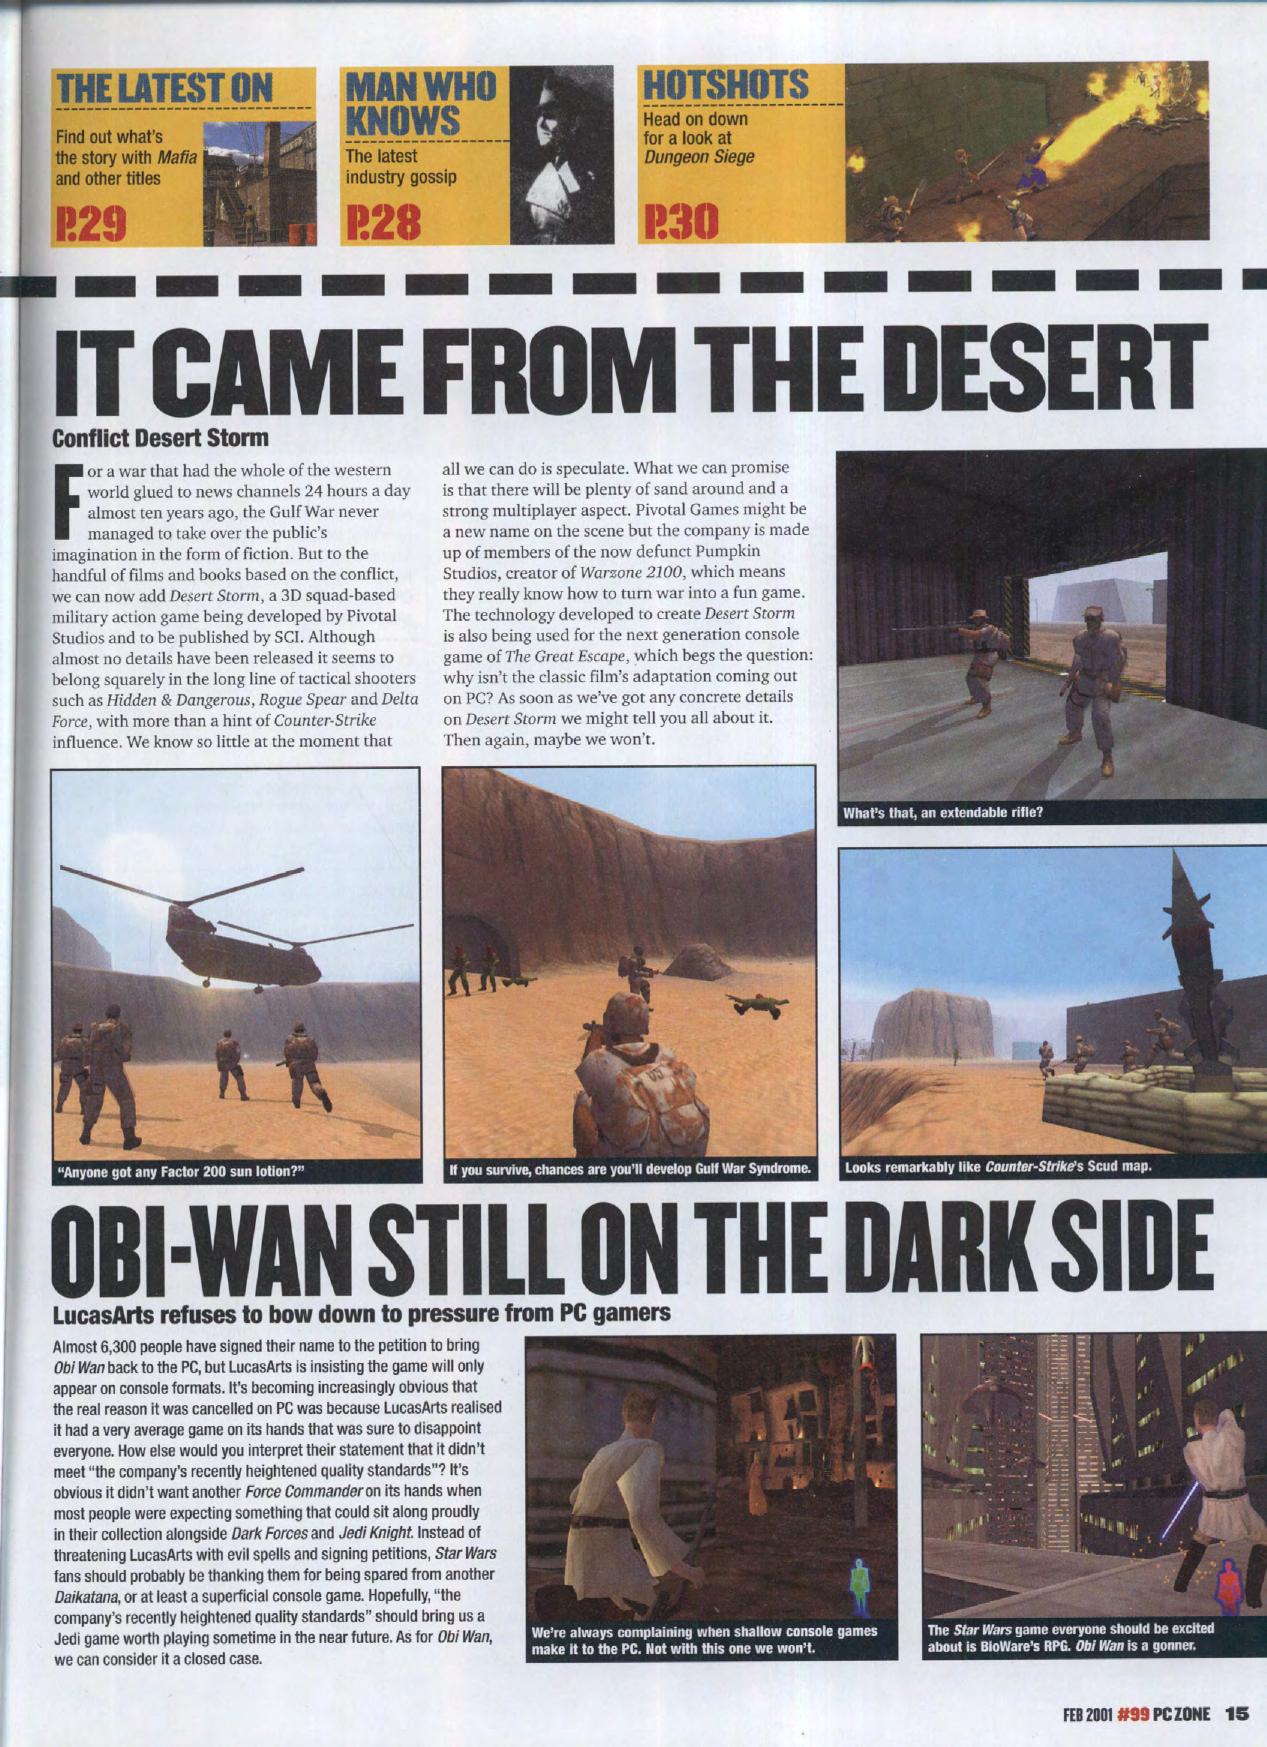 THE LATEST ON
Find out what's
the story with Mafia
and other titles
P.29
MAN WHO
KNOWS
The latest
industry gossip
P.28
HOTSHOTS
Head on down
for a look at
Dungeon Siege
P.30
IT CAME FROM THE DESERT
Conflict Desert Storm
For a war that had the whole of the western
world glued to news channels 24 hours a day
almost ten years ago, the Gulf War never
managed to take over the public's
imagination in the form of fiction. But to the
handful of films and books based on the conflict,
we can now add Desert Storm, a 3D squad-based
military action game being developed by Pivotal
Studios and to be published by SCI. Although
almost no details have been released it seems to
belong squarely in the long line of tactical shooters
such as Hidden & Dangerous, Rogue Spear and Delta
Force, with more than a hint of Counter-Strike
influence. We know so little at the moment that
all we can do is speculate. What we can promise
is that there will be plenty of sand around and a
strong multiplayer aspect. Pivotal Games might be
a new name on the scene but the company is made
up of members of the now defunct Pumpkin
Studios, creator of Warzone 2100, which means
they really know how to turn war into a fun game.
The technology developed to create Desert Storm
is also being used for the next generation console
game of The Great Escape, which begs the question:
why isn't the classic film's adaptation coming out
on PC? As soon as we've got any concrete details
on Desert Storm we might tell you all about it.
Then again, maybe we won't.
What's that, an extendable rifle?
"Anyone got any Factor 200 sun lotion?"
If you survive, chances are you'll develop Gulf War Syndrome.
Looks remarkably like Counter-Strike's Scud map.
OBI-WAN STILL ON THE DARK SIDE
LucasArts refuses to bow down to pressure from PC gamers
Almost 6,300 people have signed their name to the petition to bring
Obi Wan back to the PC, but LucasArts is insisting the game will only
appear on console formats. It's becoming increasingly obvious that
the real reason it was cancelled on PC was because LucasArts realised
it had a very average game on its hands that was sure to disappoint
everyone. How else would you interpret their statement that it didn't
meet "the company's recently heightened quality standards"? It's
obvious it didn't want another Force Commander on its hands when
most people were expecting something that could sit along proudly
in their collection alongside Dark Forces and Jedi Knight. Instead of
threatening LucasArts with evil spells and signing petitions, Star Wars
fans should probably be thanking them for being spared from another
Daikatana, or at least a superficial console game. Hopefully, "the
company's recently heightened quality standards" should bring us a
Jedi game worth playing sometime in the near future. As for Obi Wan,
we can consider it a closed case.
We're always complaining when shallow console games
make it to the PC. Not with this one we won't.
The Star Wars game everyone should be excited
about is BioWare's RPG. Obi Wan is a gonner.
FEB 2001 #99 PC ZONE 15